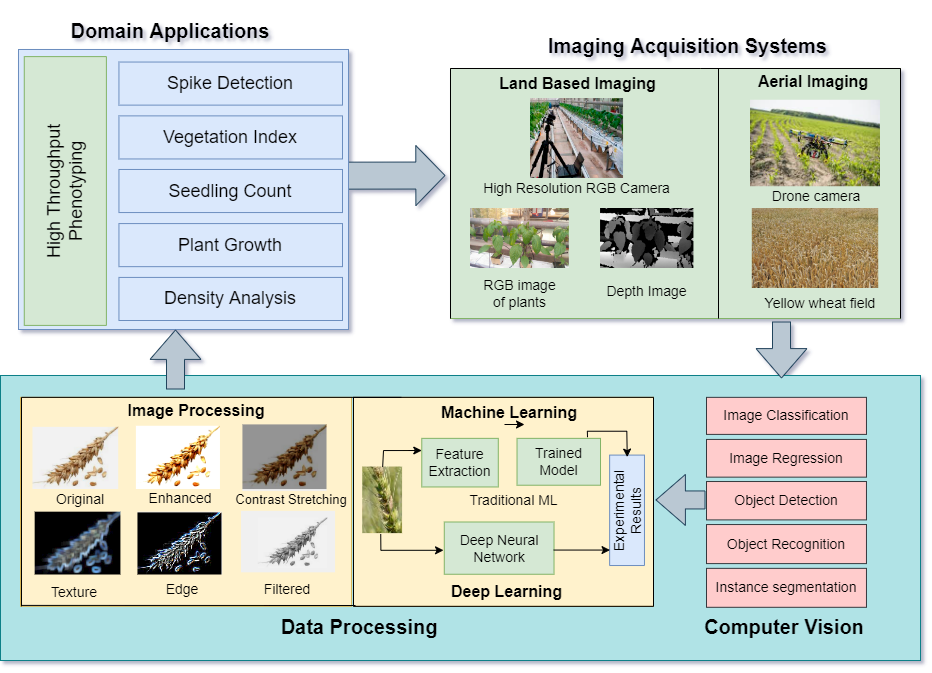 Domain Applications
High Throughput
Phenotyping
Spike Detection
Vegetation Index
Seedling Count
Plant Growth
Density Analysis
Imaging Acquisition Systems
Land Based Imaging
High Resolution RGB Camera
RGB image
of plants
Depth Image
Aerial Imaging
Drone camera
Yellow wheat field
Image Processing
Original
Enhanced
Contrast Stretching
Texture
Edge
Filtered
Machine Learning
Feature
Extraction
Trained
Model
Traditional ML
Deep Neural
Network
Experimental
Results
Deep Learning
Data Processing
Image Classification
Image Regression
Object Detection
Object Recognition
Instance segmentation
Computer Vision